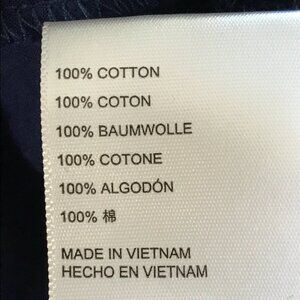 100% COTTON
100% COTON
100% BAUMWOLLE
100% COTONE
100% ALGODÓN
100% 棉
MADE IN VIETNAM
HECHO EN VIETNAM